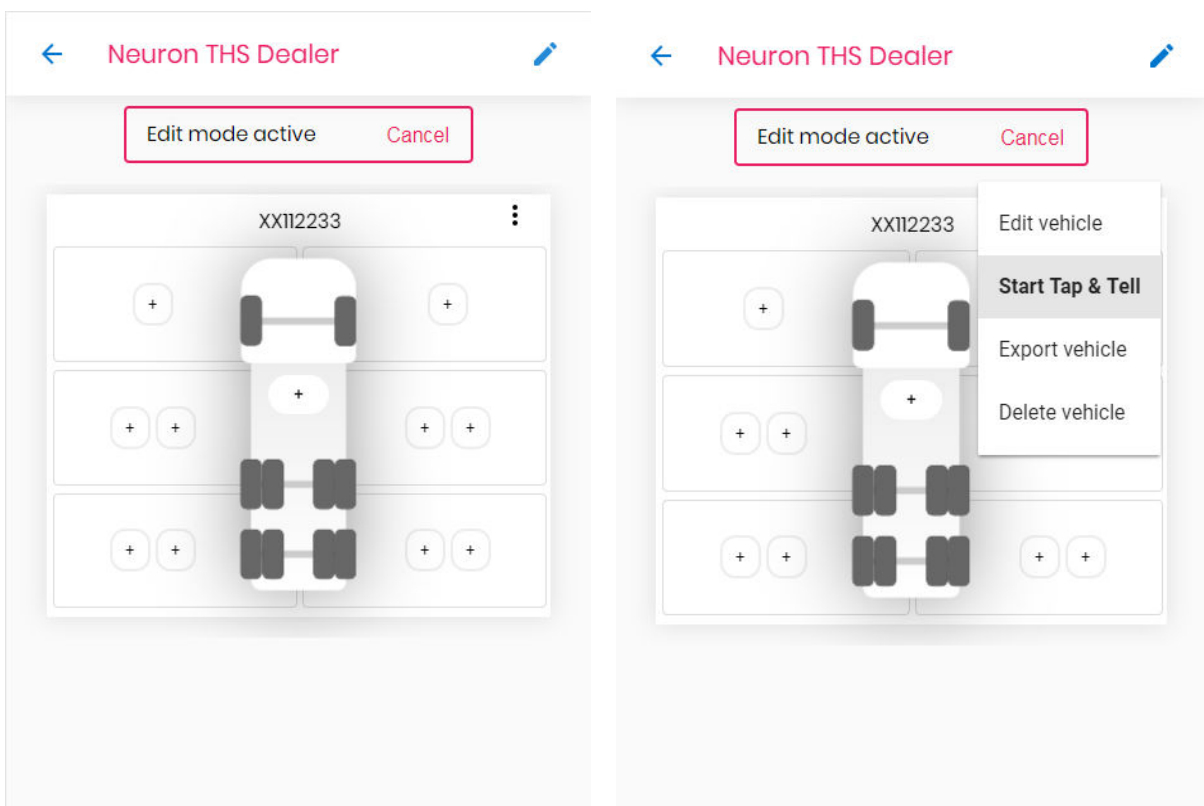 Neuron THS Dealer
Edit mode active Cancel
XX112233
+ +
+
+ + + +
+ + + +
Neuron THS Dealer
Edit mode active Cancel
XX112233
Edit vehicle
Start Tap & Tell
Export vehicle
Delete vehicle
+
+
+ +
+ + + +